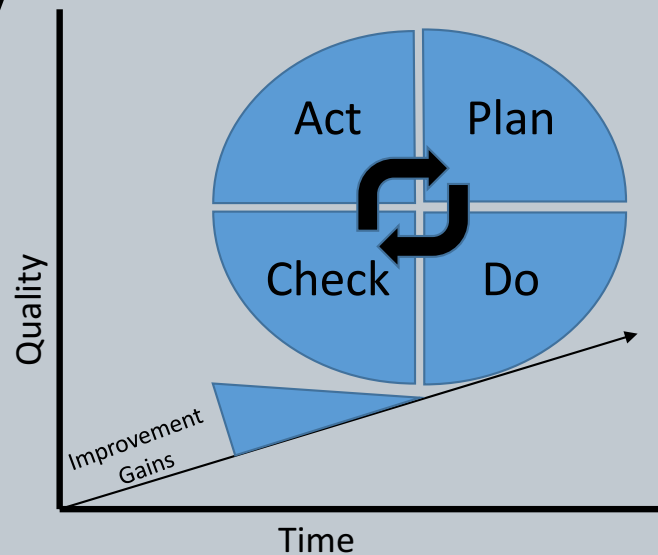 Act
Plan
Check
Do
Quality
Improvement
Gains
Time